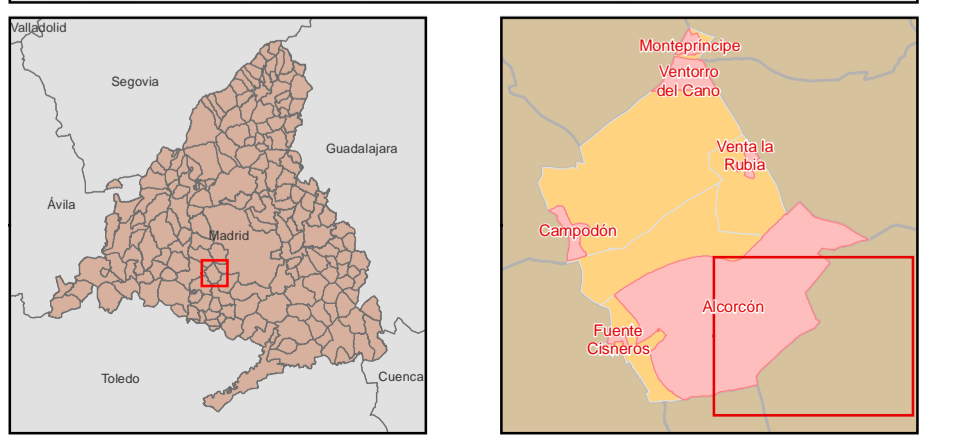 Valladolid
Segovia
Guadalajara
Ávila
Madrid
Toledo
Cuenca
Montepríncipe
Ventorro
del Cano
Venta la
Rubia
Campodón
Alcorcón
Fuente
Cisneros